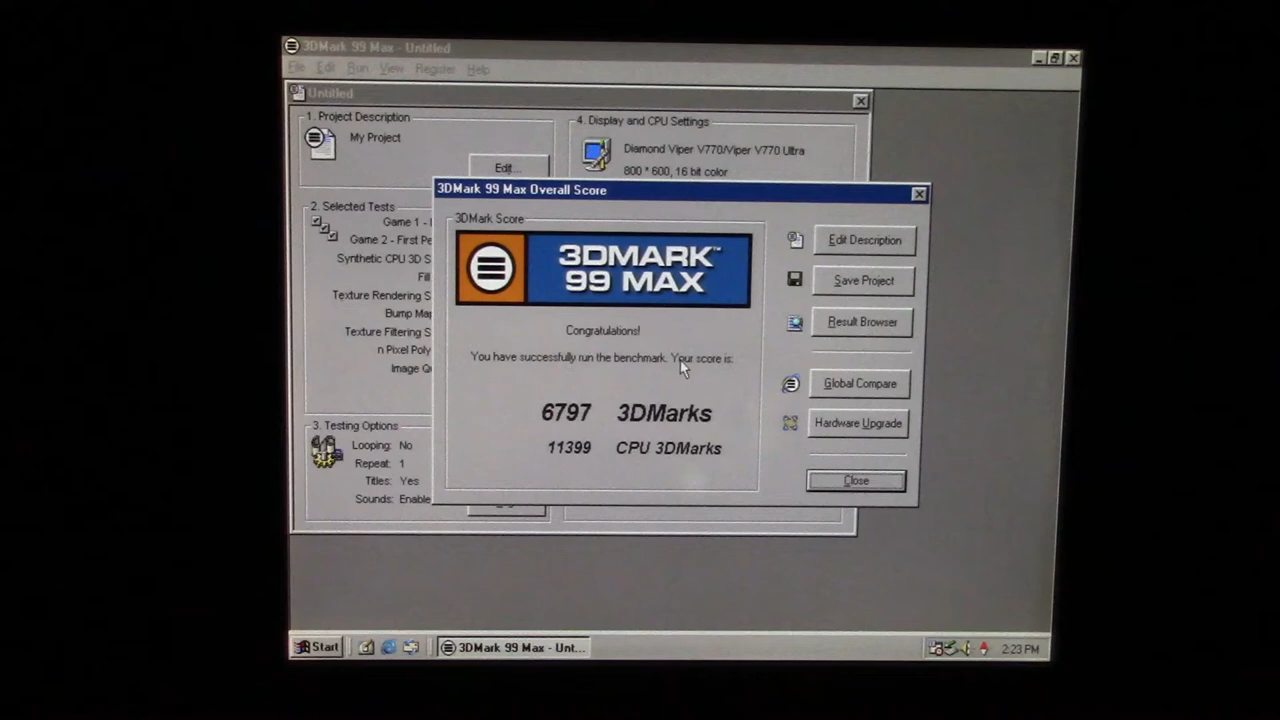 3DMark 99 Max - Untitled
File Edit Run View Register Help
Untitled
1. Project Description
My Project
Edit...
4. Display and CPU Settings
Diamond Viper V770/Viper V770 Ultra
800 * 600, 16 bit color
2. Selected Tests
Game 1 -
Game 2 - First Pe
Synthetic CPU 3D S
Fill
Texture Rendering S
Bump Map
Texture Filtering S
n Pixel Poly
Image Q
3. Testing Options
Looping: No
Repeat: 1
Titles: Yes
Sounds: Enable
3DMark 99 Max Overall Score
3DMark Score
3DMARK™
99 MAX
Congratulations!
You have successfully run the benchmark. Your score is:
6797 3DMarks
11399 CPU 3DMarks
Edit Description
Save Project
Result Browser
Global Compare
Hardware Upgrade
Close
Start
3DMark 99 Max - Unt...
2:23 PM